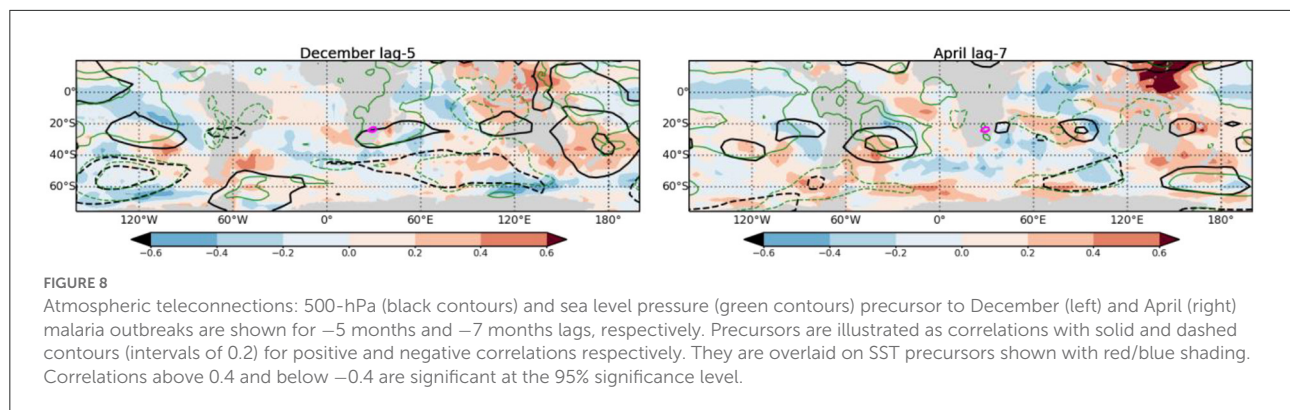 December lag-5
April lag-7
0°
20°S
40°S
60°S
120°W
60°W
0°
60°E
120°E
180°
0°
20°S
40°S
60°S
120°W
60°W
0°
60°E
120°E
180°
−0.6 −0.4 −0.2 0.0 0.2 0.4 0.6
−0.6 −0.4 −0.2 0.0 0.2 0.4 0.6
FIGURE 8
Atmospheric teleconnections: 500-hPa (black contours) and sea level pressure (green contours) precursor to December (left) and April (right)
malaria outbreaks are shown for −5 months and −7 months lags, respectively. Precursors are illustrated as correlations with solid and dashed
contours (intervals of 0.2) for positive and negative correlations respectively. They are overlaid on SST precursors shown with red/blue shading.
Correlations above 0.4 and below −0.4 are significant at the 95% significance level.